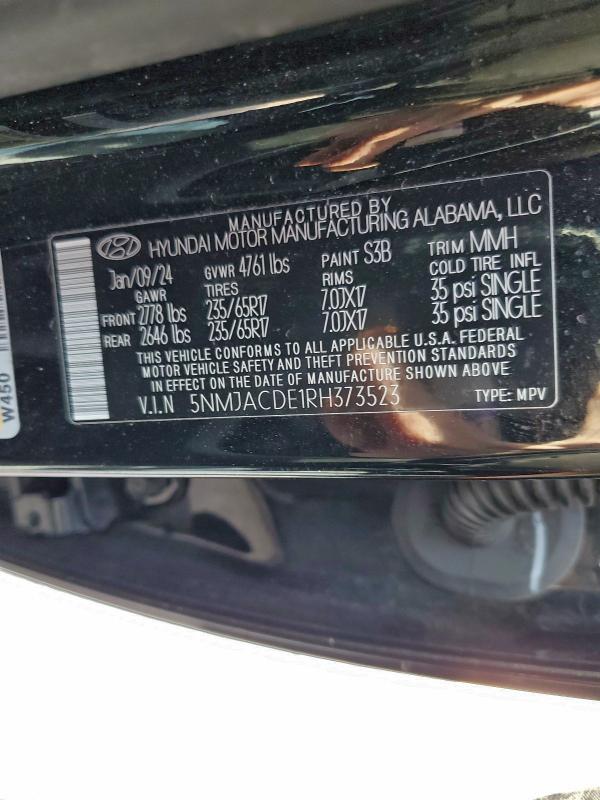 MANUFACTURED BY
HYUNDAI MOTOR MANUFACTURING ALABAMA, LLC
Jan/09/24 GVWR 4761 lbs PAINT S3B TRIM MMH
GAWR TIRES RIMS COLD TIRE INFL
FRONT 2778 lbs 235/65R17 7.0JX17 35 psi SINGLE
REAR 2646 lbs 235/65R17 7.0JX17 35 psi SINGLE
THIS VEHICLE CONFORMS TO ALL APPLICABLE U.S.A. FEDERAL
MOTOR VEHICLE SAFETY AND THEFT PREVENTION STANDARDS
IN EFFECT ON THE DATE OF MANUFACTURE SHOWN ABOVE
V.I.N 5NMJACDE1RH373523 TYPE: MPV
W450